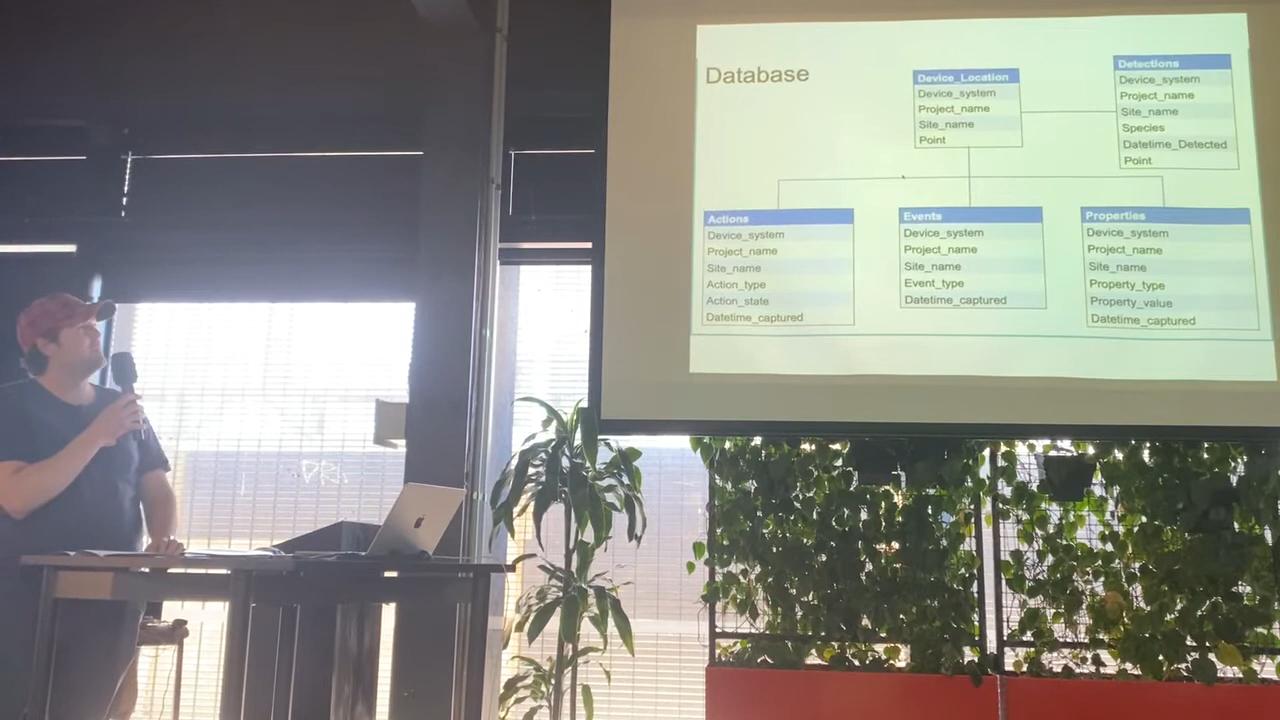 Database
Device_Location
Device_system
Project_name
Site_name
Point
Detections
Device_system
Project_name
Site_name
Species
Datetime_Detected
Point
Actions
Device_system
Project_name
Site_name
Action_type
Action_state
Datetime_captured
Events
Device_system
Project_name
Site_name
Event_type
Datetime_captured
Properties
Device_system
Project_name
Site_name
Property_type
Property_value
Datetime_captured